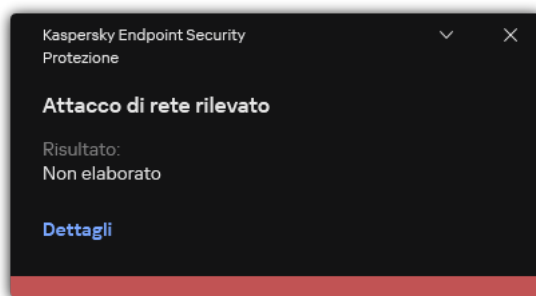 Kaspersky Endpoint Security
Protezione
Attacco di rete rilevato
Risultato:
Non elaborato
Dettagli